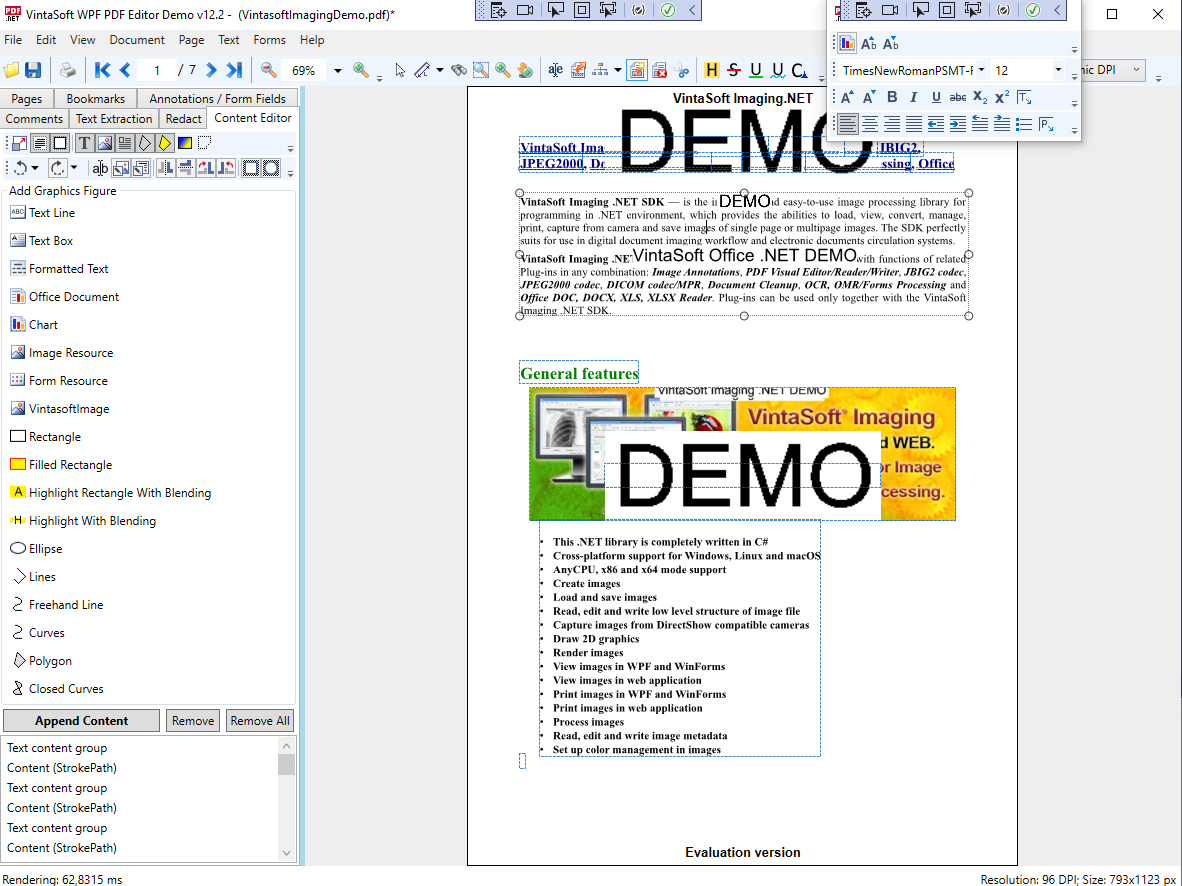 VintaSoft WPF PDF Editor Demo v12.2 - (VintasoftImagingDemo.pdf)*
File Edit View Document Page Text Forms Help
1 / 7 69%
TimesNewRomanPSMT-F 12
nic DPI
Pages Bookmarks Annotations / Form Fields
Comments Text Extraction Redact Content Editor
Add Graphics Figure
Text Line
Text Box
Formatted Text
Office Document
Chart
Image Resource
Form Resource
VintasoftImage
Rectangle
Filled Rectangle
Highlight Rectangle With Blending
Highlight With Blending
Ellipse
Lines
Freehand Line
Curves
Polygon
Closed Curves
Append Content Remove Remove All
Text content group
Content (StrokePath)
Text content group
Content (StrokePath)
Text content group
Content (StrokePath)
VintaSoft Imaging.NET
DEMO
VintaSoft Ima JBIG2,
JPEG2000, Do ssing, Office
VintaSoft Imaging .NET SDK — is the i DEMO d easy-to-use image processing library for
programming in .NET environment, which provides the abilities to load, view, convert, manage,
print, capture from camera and save images of single page or multipage images. The SDK perfectly
suits for use in digital document imaging workflow and electronic documents circulation systems.
VintaSoft Imaging .NE VintaSoft Office .NET DEMO with functions of related
Plug-ins in any combination: Image Annotations, PDF Visual Editor/Reader/Writer, JBIG2 codec,
JPEG2000 codec, DICOM codec/MPR, Document Cleanup, OCR, OMR/Forms Processing and
Office DOC, DOCX, XLS, XLSX Reader. Plug-ins can be used only together with the VintaSoft
Imaging .NET SDK.
General features
VintaSoft Imaging .NET DEMO
VintaSoft® Imaging
d WEB.
DEMO
or Image
cessing.
• This .NET library is completely written in C#
• Cross-platform support for Windows, Linux and macOS
• AnyCPU, x86 and x64 mode support
• Create images
• Load and save images
• Read, edit and write low level structure of image file
• Capture images from DirectShow compatible cameras
• Draw 2D graphics
• Render images
• View images in WPF and WinForms
• View images in web application
• Print images in WPF and WinForms
• Print images in web application
• Process images
• Read, edit and write image metadata
• Set up color management in images
Evaluation version
Rendering: 62,8315 ms
Resolution: 96 DPI; Size: 793x1123 px